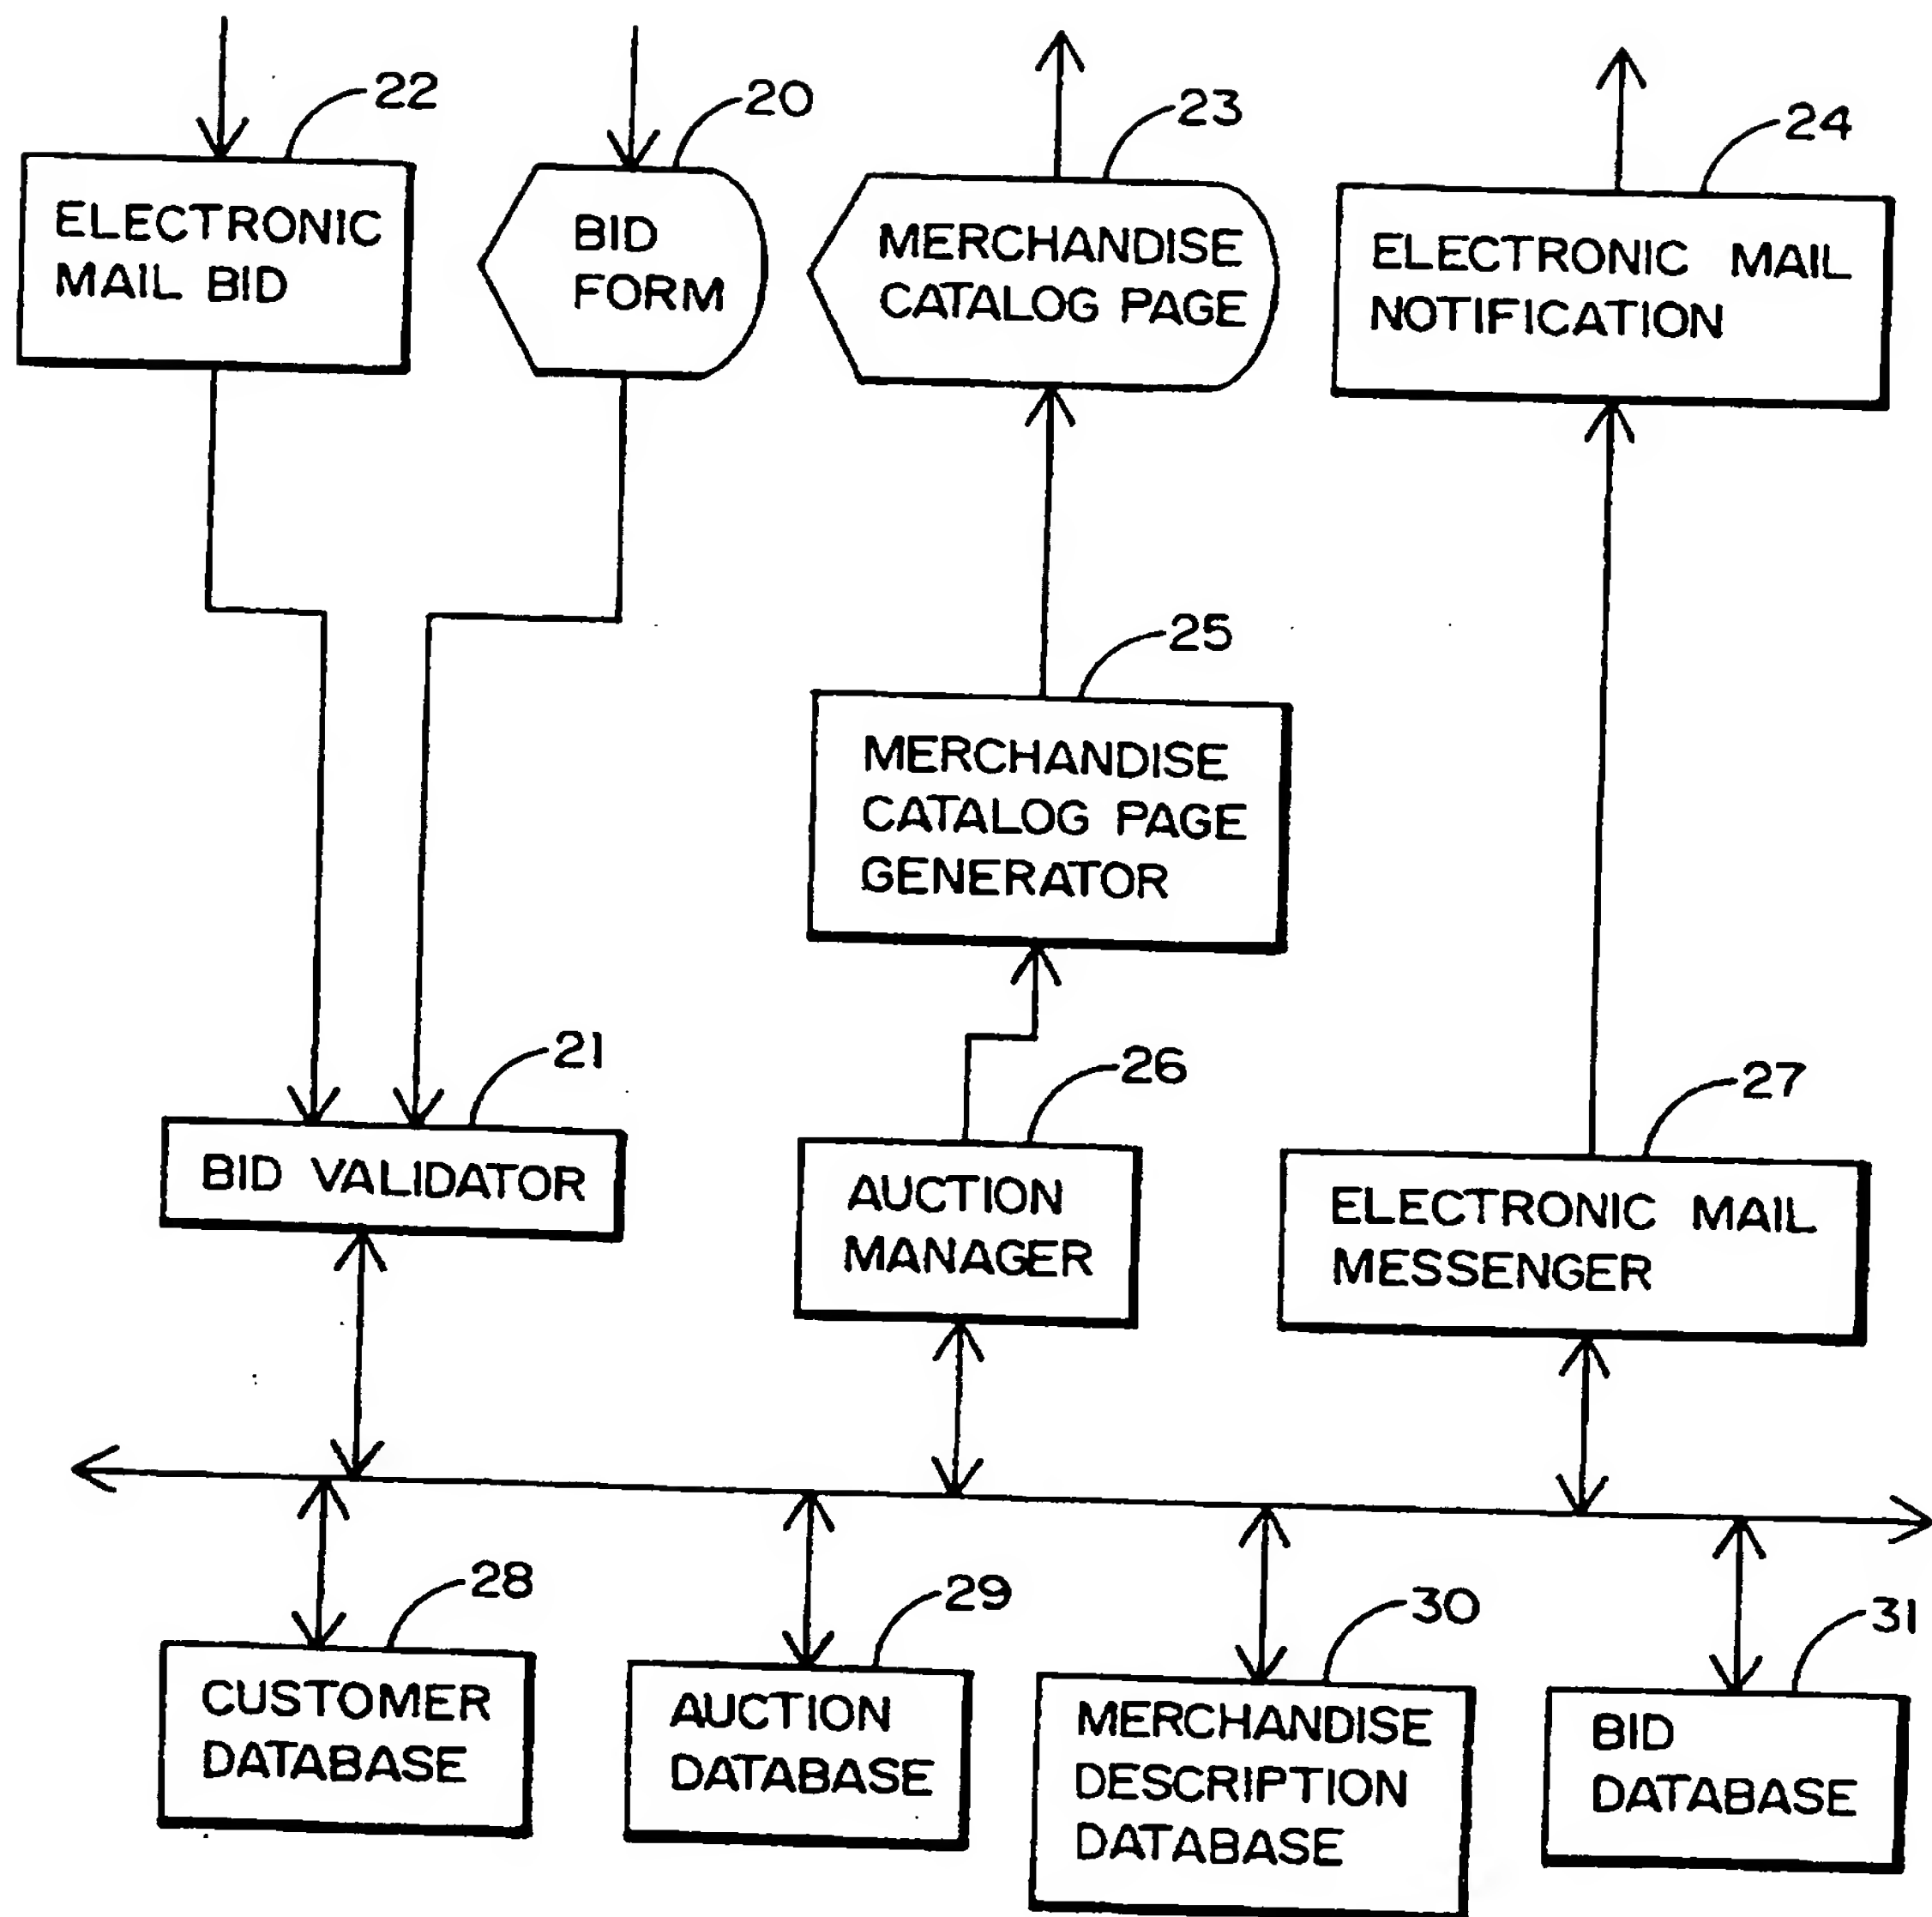 22
20
23
24
ELECTRONIC
MAIL BID
BID
FORM
MERCHANDISE
CATALOG PAGE
ELECTRONIC MAIL
NOTIFICATION
25
MERCHANDISE
CATALOG PAGE
GENERATOR
21
26
27
BID VALIDATOR
AUCTION
MANAGER
ELECTRONIC MAIL
MESSENGER
28
29
30
31
CUSTOMER
DATABASE
AUCTION
DATABASE
MERCHANDISE
DESCRIPTION
DATABASE
BID
DATABASE